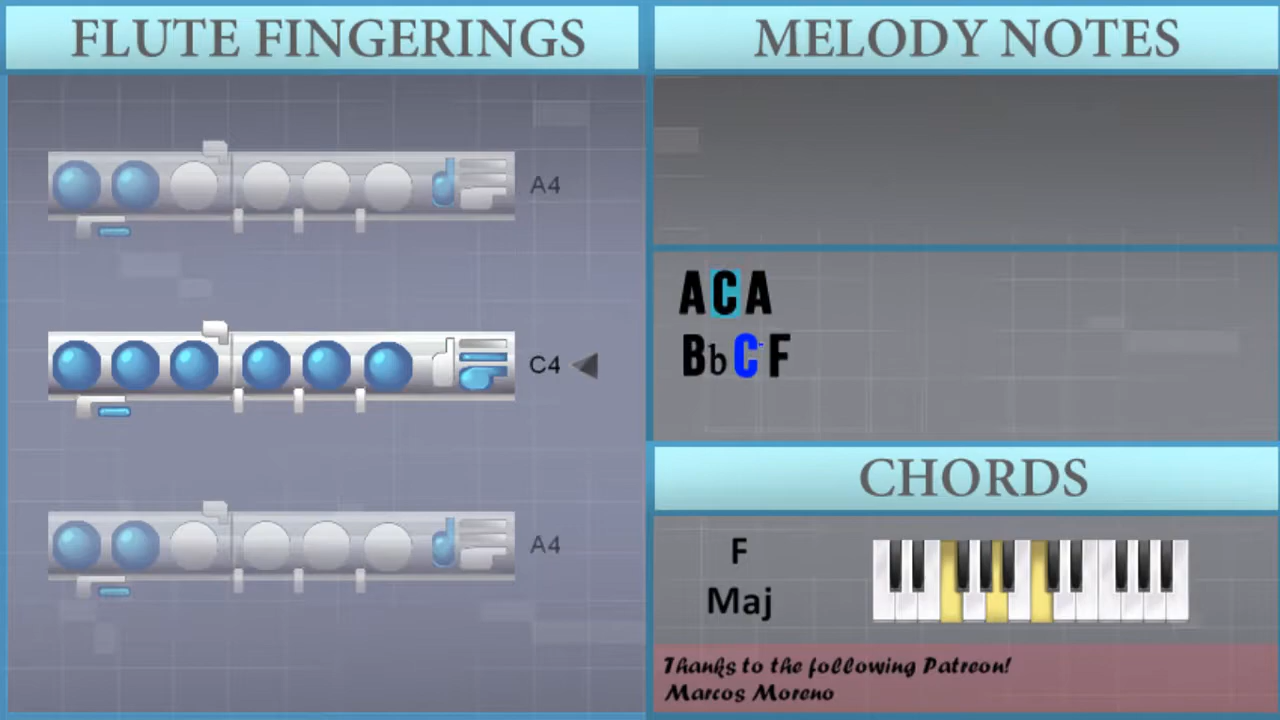 FLUTE FINGERINGS
A4
C4
A4
MELODY NOTES
ACA
BbCF
CHORDS
F
Maj
Thanks to the following Patreon!
Marcos Moreno